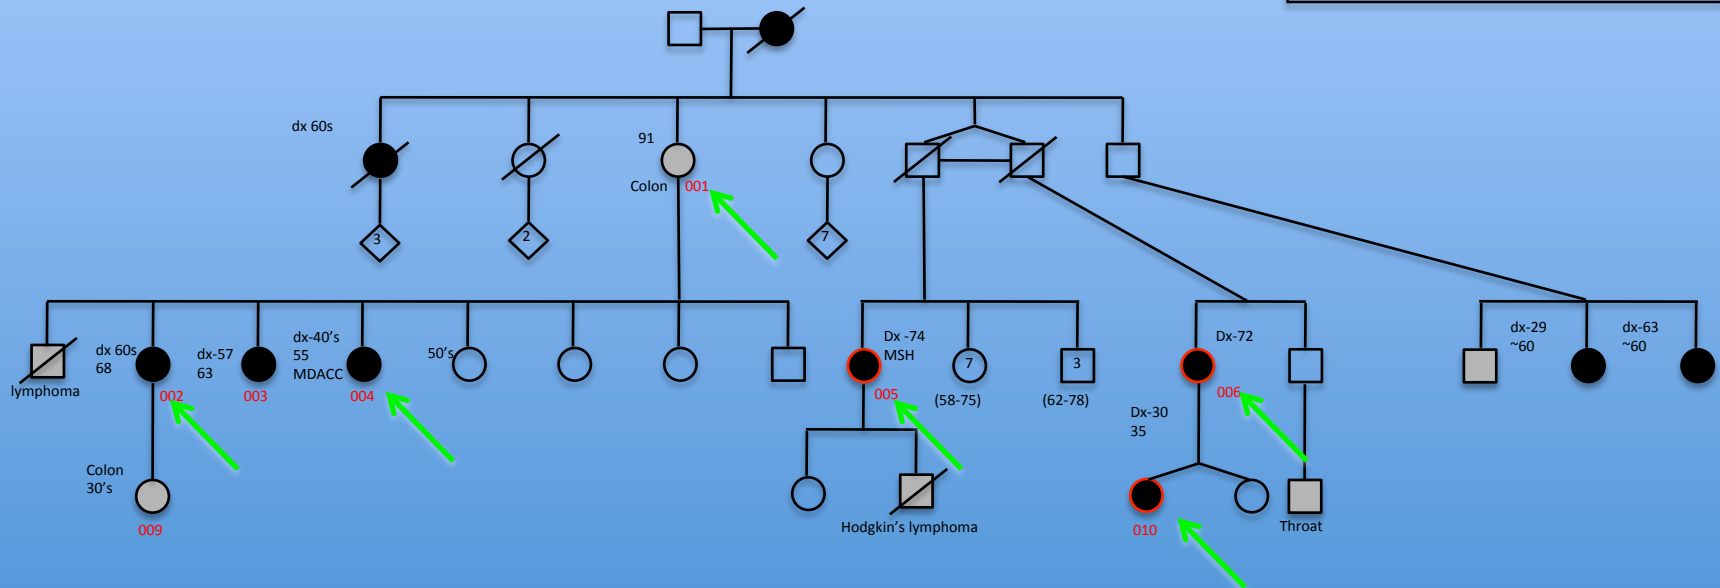 dx 60s
91
Colon
001
3
2
7
dx 60s
68
dx-57
63
dx-40's
55
MDACC
50's
lymphoma
002
003
004
Dx -74
MSH
7
3
005
(58-75)
(62-78)
Dx-72
006
dx-29
~60
dx-63
~60
Dx-30
35
Colon
30's
009
Hodgkin's lymphoma
010
Throat